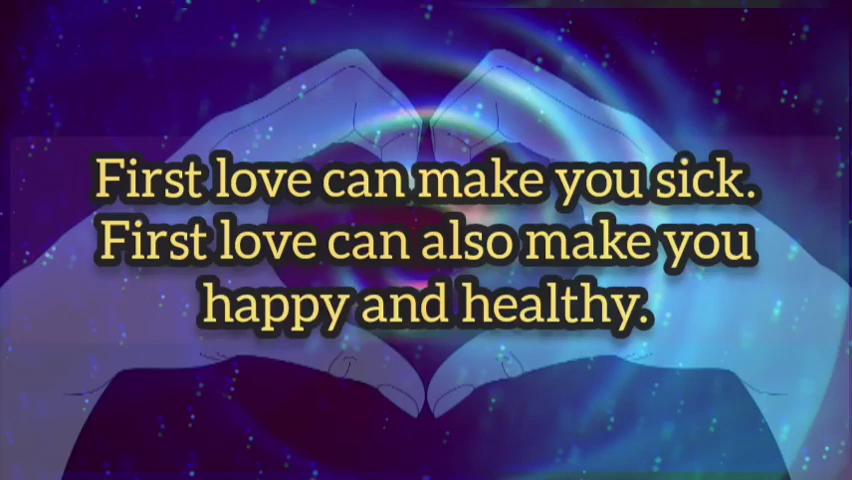 First love can make you sick.
First love can also make you
happy and healthy.